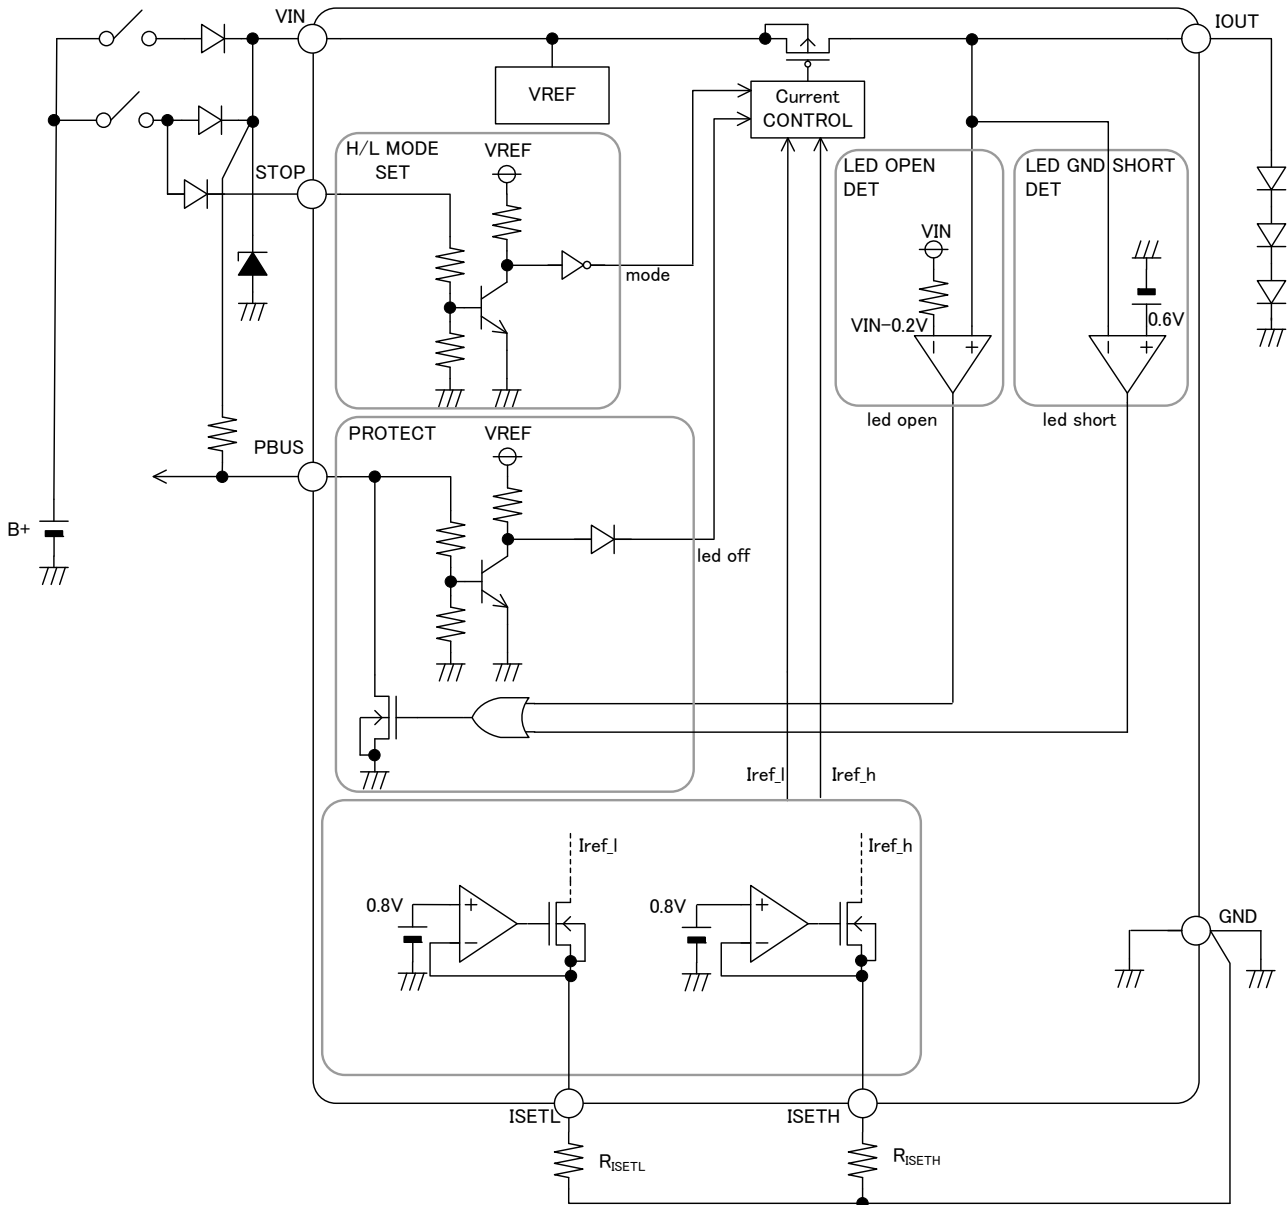 VIN
IOUT
VREF
Current
CONTROL
H/L MODE
SET
VREF
LED OPEN
DET
LED GND SHORT
DET
STOP
VIN
mode
VIN-0.2V
0.6V
- +
- +
led open
led short
PROTECT
VREF
PBUS
B+
led off
Iref_l
Iref_h
Iref_l
Iref_h
0.8V
+
-
0.8V
+
-
GND
ISETL
ISETH
RISETL
RISETH